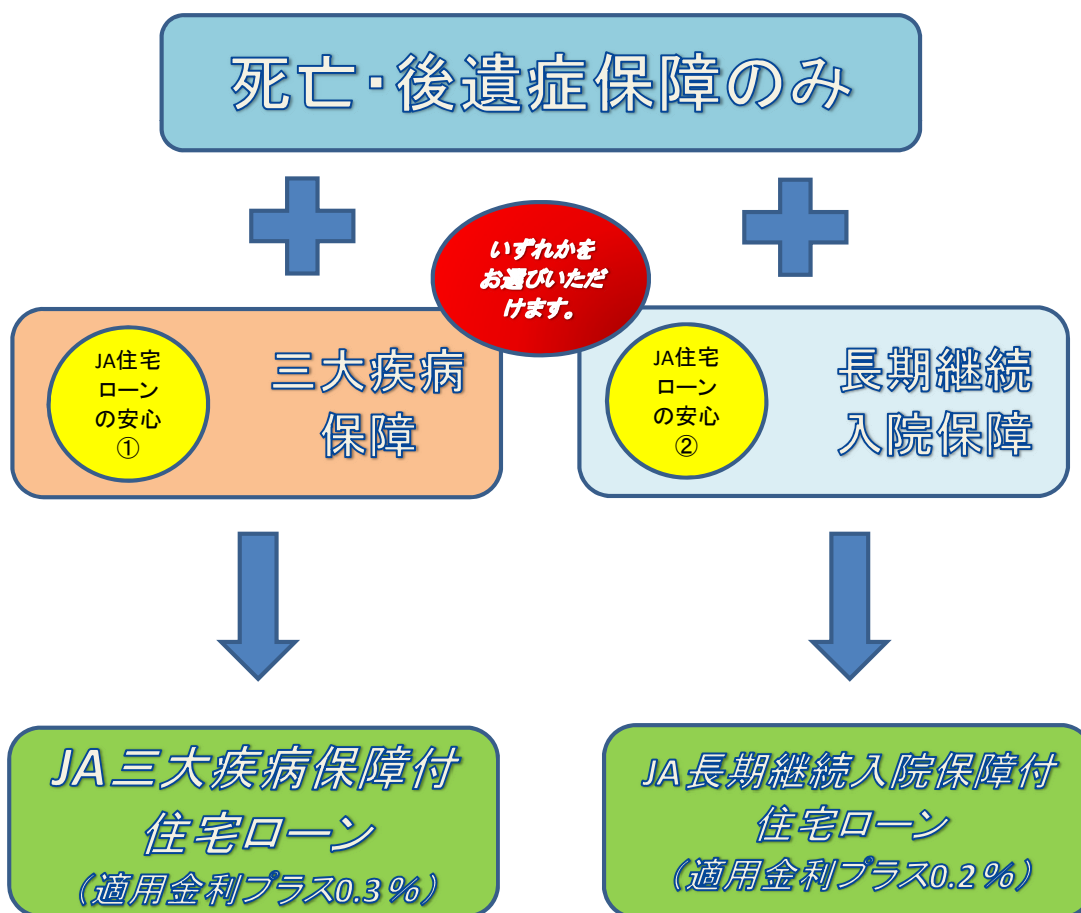 死亡・後遺症保障のみ
いずれかを
お選びいただ
けます。
JA住宅
ローン
の安心
①
三大疾病
保障
JA住宅
ローン
の安心
②
長期継続
入院保障
JA三大疾病保障付
住宅ローン
（適用金利プラス0.3％）
JA長期継続入院保障付
住宅ローン
（適用金利プラス0.2％）